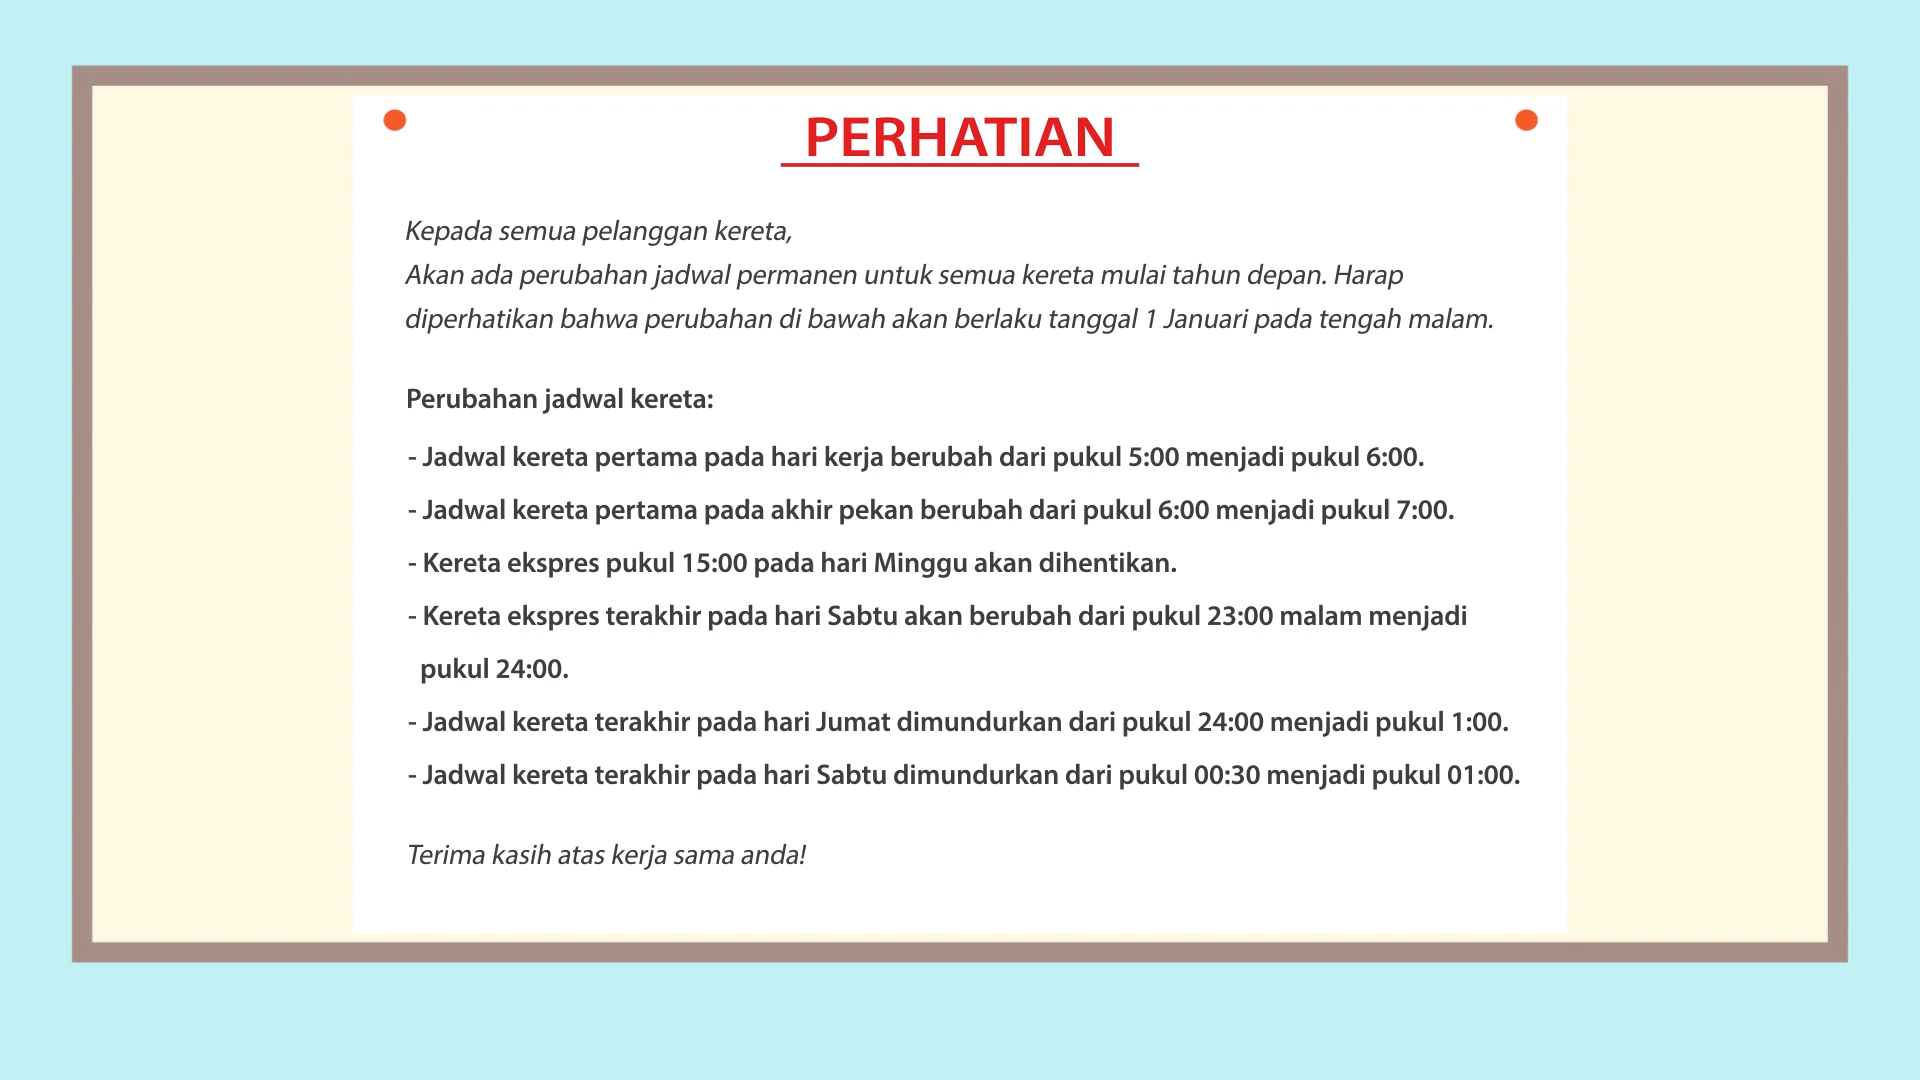 PERHATIAN
Kepada semua pelanggan kereta,
Akan ada perubahan jadwal permanen untuk semua kereta mulai tahun depan. Harap
diperhatikan bahwa perubahan di bawah akan berlaku tanggal 1 Januari pada tengah malam.
Perubahan jadwal kereta:
- Jadwal kereta pertama pada hari kerja berubah dari pukul 5:00 menjadi pukul 6:00.
- Jadwal kereta pertama pada akhir pekan berubah dari pukul 6:00 menjadi pukul 7:00.
- Kereta ekspres pukul 15:00 pada hari Minggu akan dihentikan.
- Kereta ekspres terakhir pada hari Sabtu akan berubah dari pukul 23:00 malam menjadi
pukul 24:00.
- Jadwal kereta terakhir pada hari Jumat dimundurkan dari pukul 24:00 menjadi pukul 1:00.
- Jadwal kereta terakhir pada hari Sabtu dimundurkan dari pukul 00:30 menjadi pukul 01:00.
Terima kasih atas kerja sama anda!